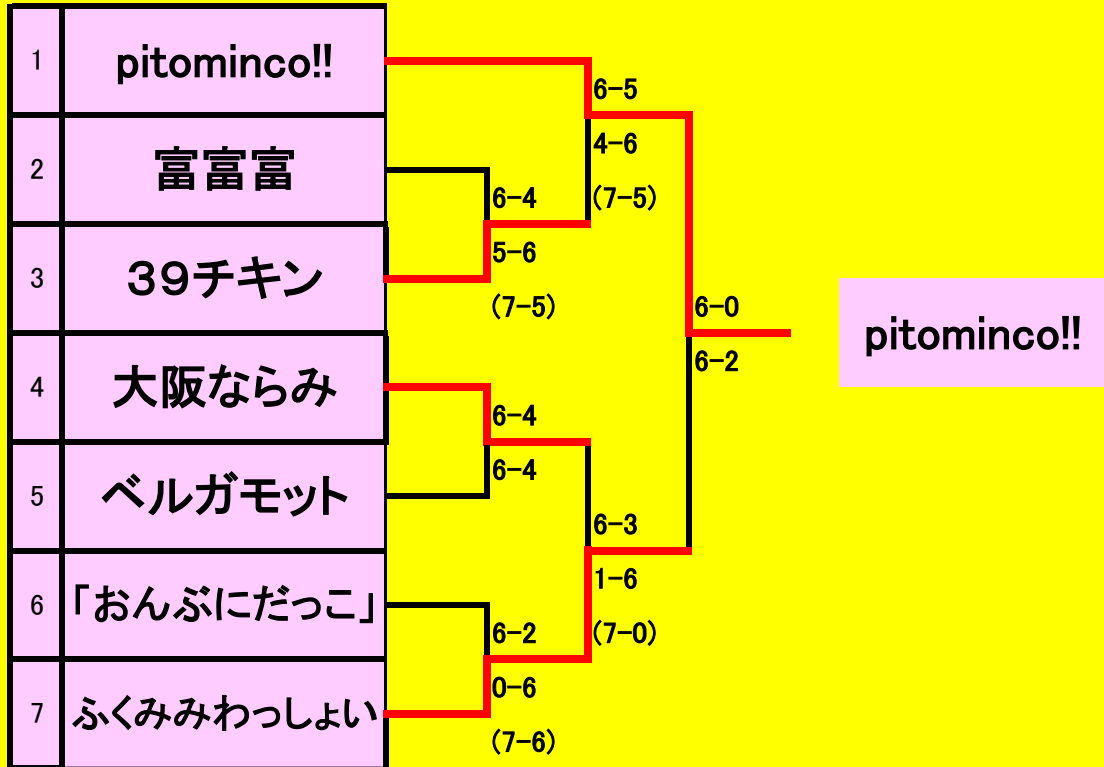 1
pitominco!!
2
富富富
3
３９チキン
4
大阪ならみ
5
ベルガモット
6
「おんぶにだっこ」
7
ふくみみわっしょい
6-4
5-6
(7-5)
6-4
6-4
6-2
0-6
(7-6)
6-5
4-6
(7-5)
6-3
1-6
(7-0)
6-0
6-2
pitominco!!